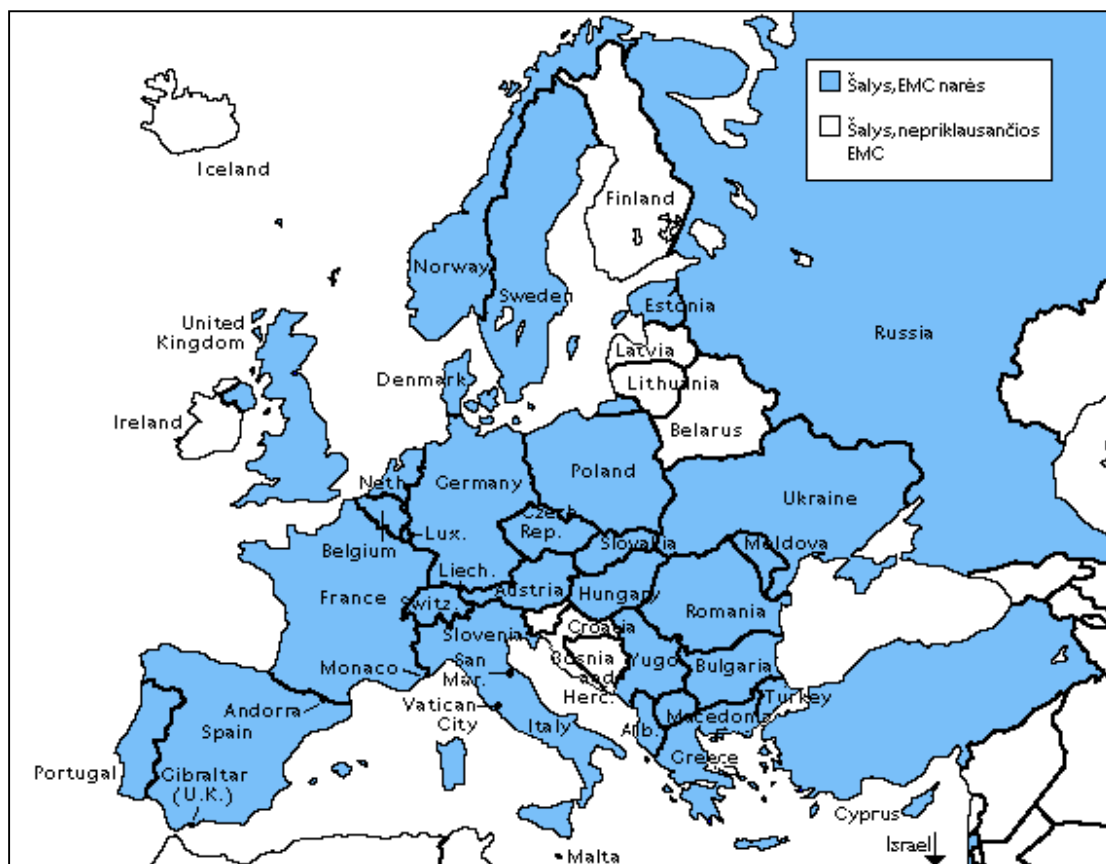 Šalys, EMC narės
Šalys, nepriklausančios
EMC
Iceland
Finland
Norway
Sweden
Estonia
Russia
United
Kingdom
Latvia
Denmark
Lithuania
Ireland
Belarus
Neth.
Germany
Poland
Ukraine
Czech
Rep.
Lux.
Belgium
Slovakia
Moldova
Liech.
France
Switz.
Austria
Hungary
Romania
Slovenia
Croatia
Monaco
San
Mar.
Bosnia
and
Herc.
Yugo
Bulgaria
Andorra
Vatican
City
Spain
Italy
Alb.
Macedonia
Turkey
Greece
Portugal
Gibraltar
(U.K.)
Cyprus
Israel
Malta